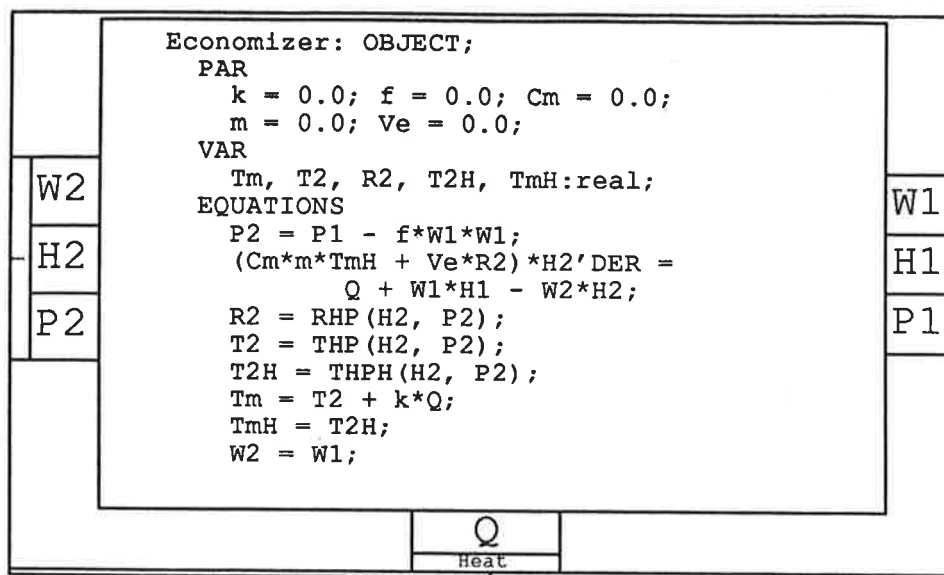 Economizer: OBJECT;
PAR
k = 0.0; f = 0.0; Cm = 0.0;
m = 0.0; Ve = 0.0;
VAR
Tm, T2, R2, T2H, TmH:real;
EQUATIONS
P2 = P1 - f*W1*W1;
(Cm*m*TmH + Ve*R2)*H2'DER =
Q + W1*H1 - W2*H2;
R2 = RHP(H2, P2);
T2 = THP(H2, P2);
T2H = THPH(H2, P2);
Tm = T2 + k*Q;
TmH = T2H;
W2 = W1;
W2
H2
P2
W1
H1
P1
Q
Heat